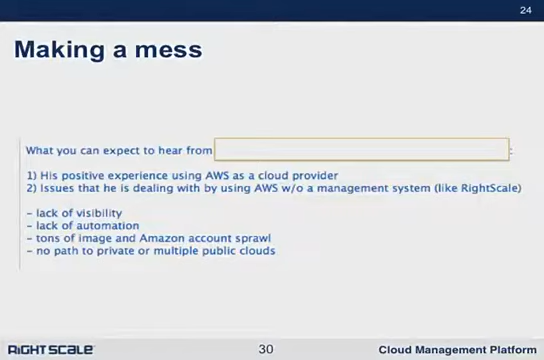 24
Making a mess
What you can expect to hear from :
1) His positive experience using AWS as a cloud provider
2) Issues that he is dealing with by using AWS w/o a management system (like RightScale)
- lack of visibility
- lack of automation
- tons of image and Amazon account sprawl
- no path to private or multiple public clouds
RIGHTSCALE 30 Cloud Management Platform